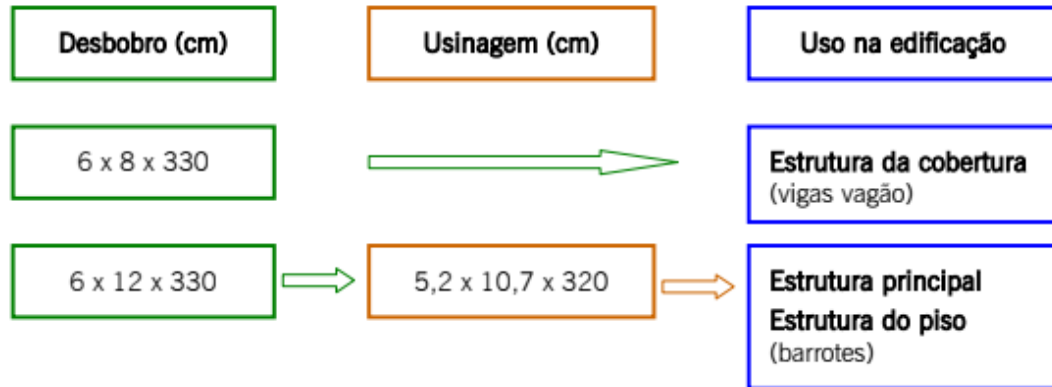 Desbobro (cm)
Usinagem (cm)
Uso na edificação
6 x 8 x 330
Estrutura da cobertura
(vigas vagão)
6 x 12 x 330
5,2 x 10,7 x 320
Estrutura principal
Estrutura do piso
(barrotes)